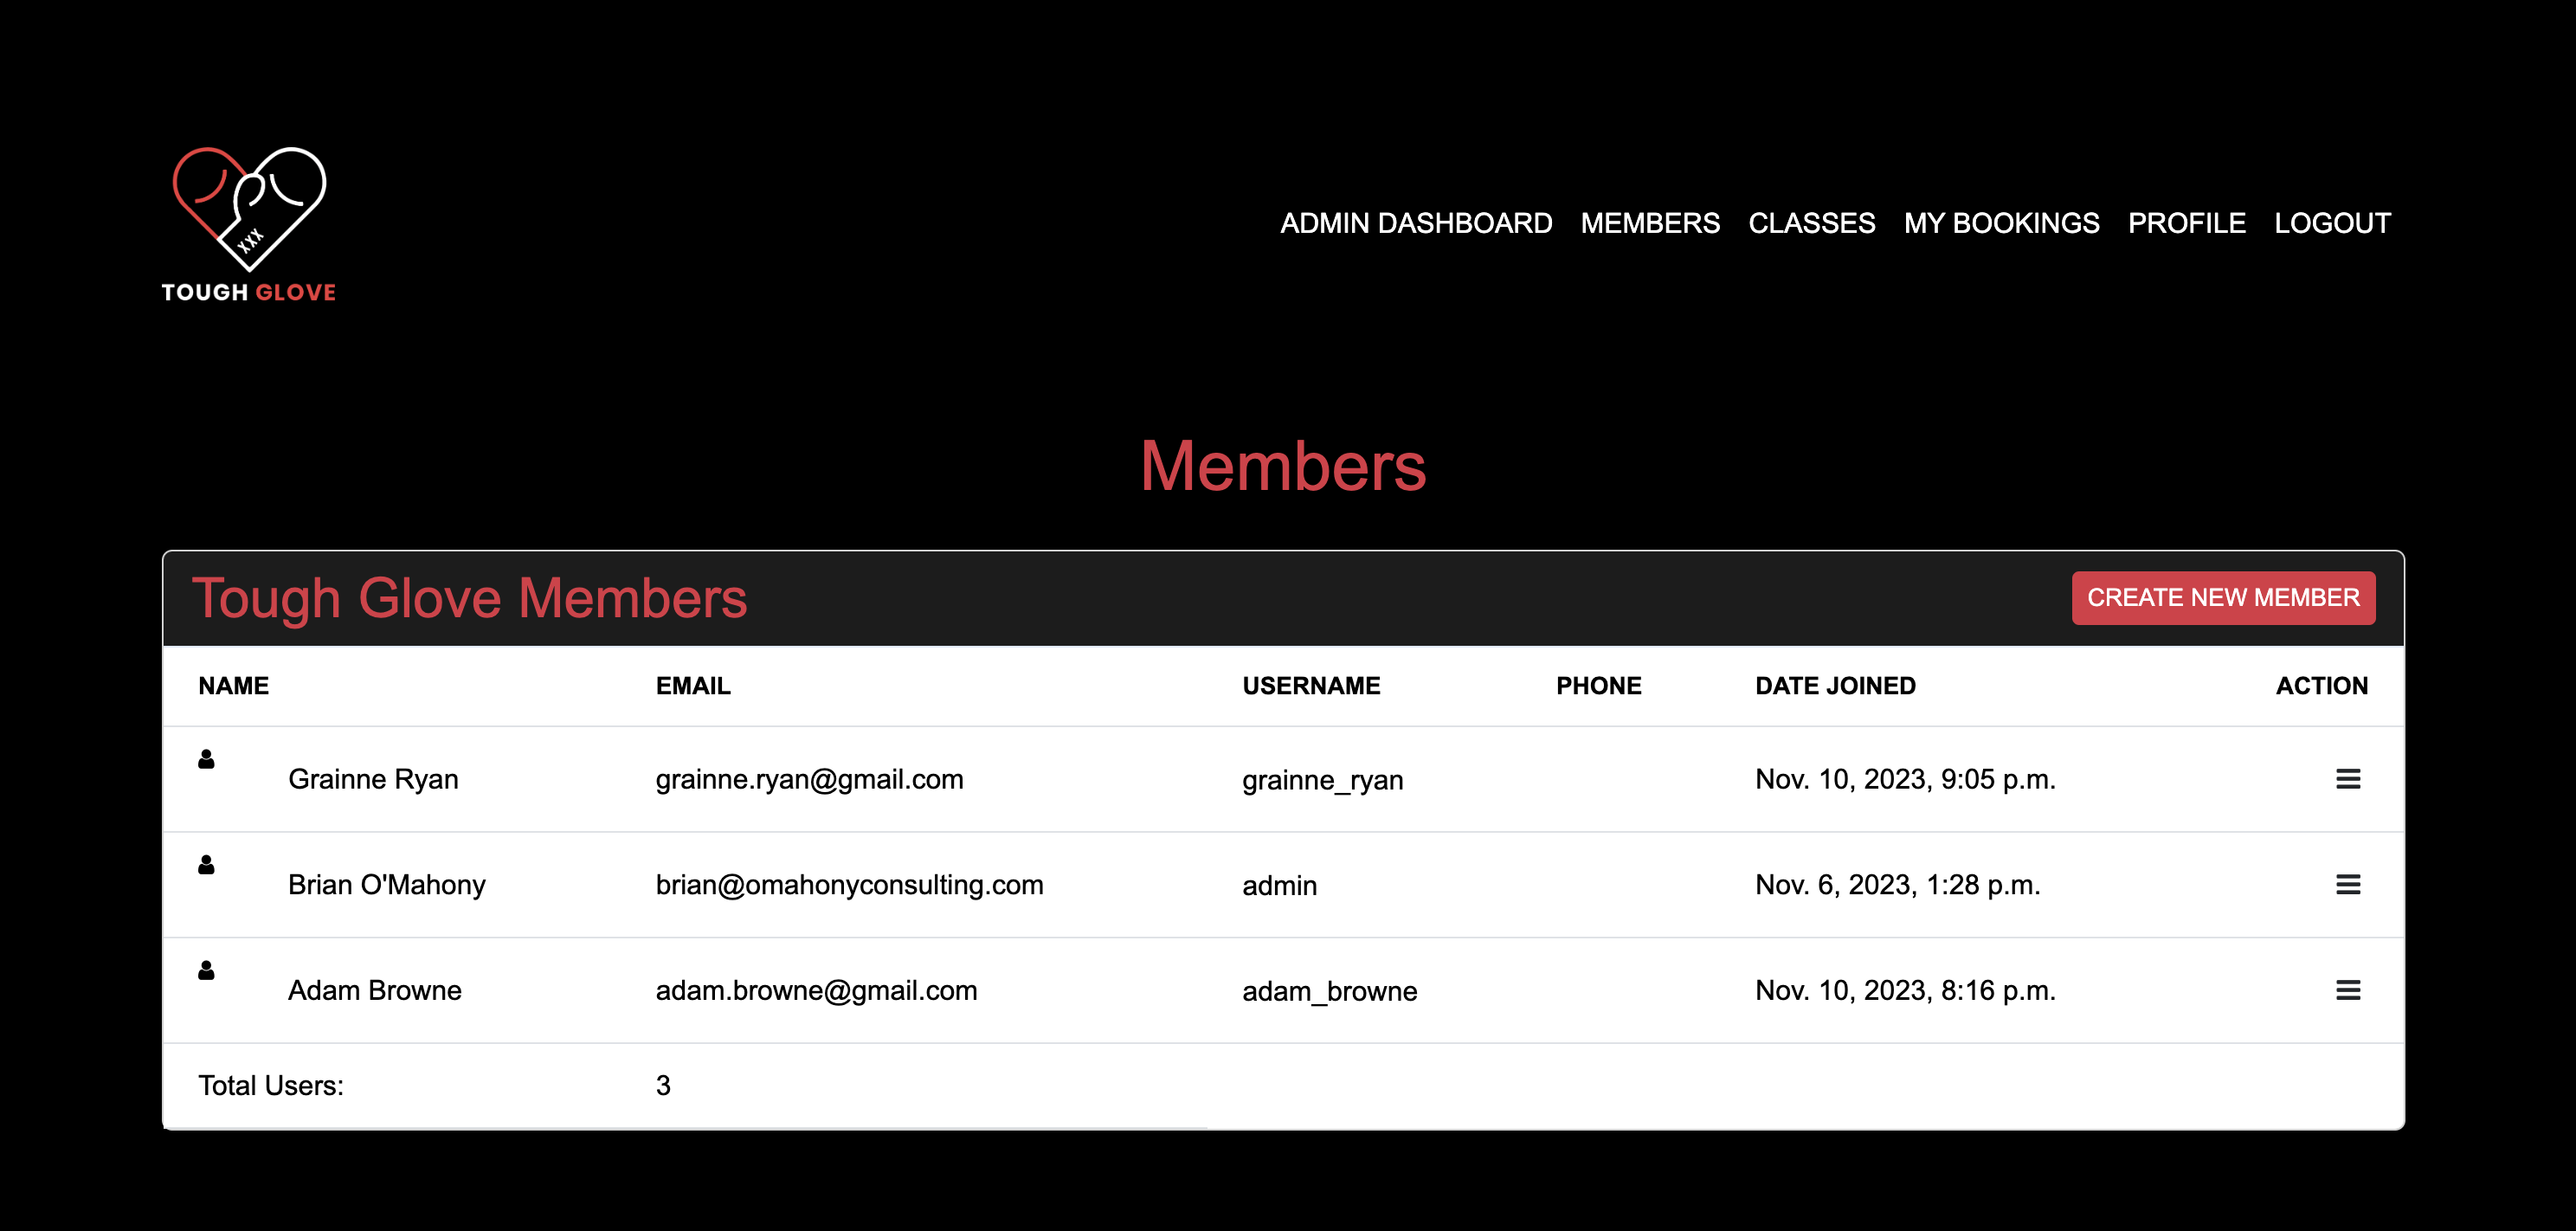 XXX
TOUGH GLOVE
ADMIN DASHBOARD MEMBERS CLASSES MY BOOKINGS PROFILE LOGOUT
Members
Tough Glove Members CREATE NEW MEMBER
NAME EMAIL USERNAME PHONE DATE JOINED ACTION
Grainne Ryan grainne.ryan@gmail.com grainne_ryan Nov. 10, 2023, 9:05 p.m.
Brian O'Mahony brian@omahonyconsulting.com admin Nov. 6, 2023, 1:28 p.m.
Adam Browne adam.browne@gmail.com adam_browne Nov. 10, 2023, 8:16 p.m.
Total Users: 3